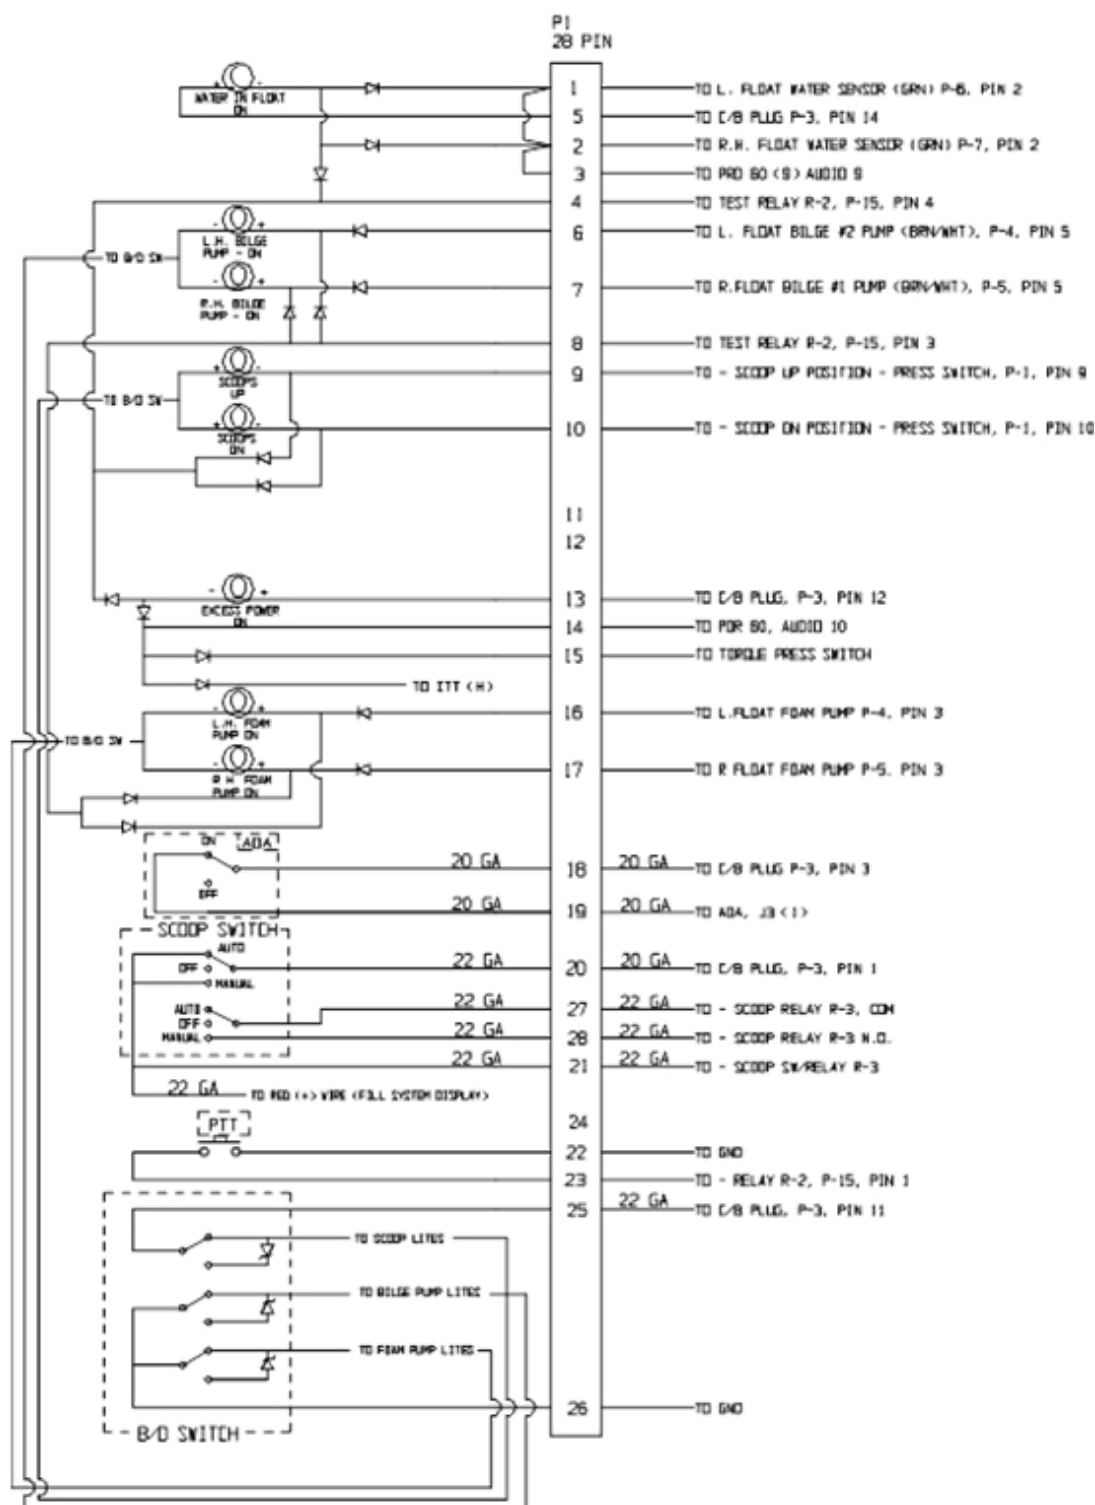 P1
28 PIN
+ -
WATER IN FLOAT
ON
1 TO L. FLOAT WATER SENSOR (GRN) P-6, PIN 2
5 TO C/B PLUG P-3, PIN 14
2 TO R.H. FLOAT WATER SENSOR (GRN) P-7, PIN 2
3 TO PRO 60 (9) AUDIO 9
4 TO TEST RELAY R-2, P-15, PIN 4
- +
L.H. BILGE
PUMP - ON
6 TO L. FLOAT BILGE #2 PUMP (BRN/WHT), P-4, PIN 5
TO B/D SW
- +
R.H. BILGE
PUMP - ON
7 TO R.FLOAT BILGE #1 PUMP (BRN/WHT), P-5, PIN 5
8 TO TEST RELAY R-2, P-15, PIN 3
+ -
SCOOPS
UP
9 TO - SCOOP UP POSITION - PRESS SWITCH, P-1, PIN 9
TO B/D SW
+ -
SCOOPS
ON
10 TO - SCOOP ON POSITION - PRESS SWITCH, P-1, PIN 10
11
12
- +
EXCESS POWER
ON
13 TO C/B PLUG, P-3, PIN 12
14 TO PDR 60, AUDIO 10
15 TO TORQUE PRESS SWITCH
TO ITT (H)
- +
L.H. FOAM
PUMP ON
16 TO L.FLOAT FOAM PUMP P-4, PIN 3
TO B/D SW
- +
R.H. FOAM
PUMP ON
17 TO R FLOAT FOAM PUMP P-5. PIN 3
ON ADA
OFF
20 GA 18 20 GA TO C/B PLUG P-3, PIN 3
20 GA 19 20 GA TO ADA, J3 (1)
SCOOP SWITCH
AUTO
OFF
MANUAL
22 GA 20 20 GA TO C/B PLUG, P-3, PIN 1
AUTO
OFF
MANUAL
22 GA 27 22 GA TO - SCOOP RELAY R-3, COM
22 GA 28 22 GA TO - SCOOP RELAY R-3 N.O.
22 GA 21 22 GA TO - SCOOP SW/RELAY R-3
22 GA TO RED (+) WIRE (FILL SYSTEM DISPLAY)
24
PTT
22 TO GND
23 TO - RELAY R-2, P-15, PIN 1
25 22 GA TO C/B PLUG, P-3, PIN 11
TO SCOOP LITES
TO BILGE PUMP LITES
TO FOAM PUMP LITES
26 TO GND
B/D SWITCH